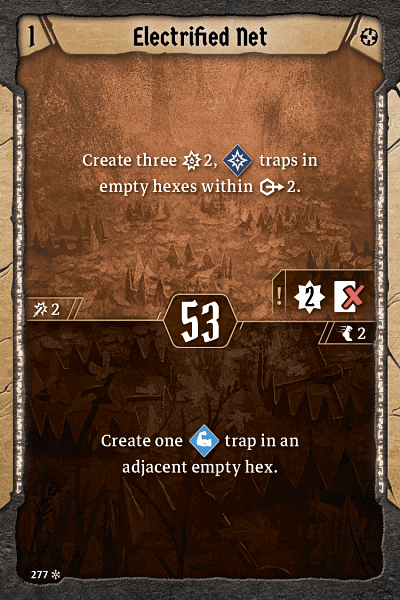 1 Electrified Net
Create three 2, traps in
empty hexes within 2.
2
! 2
53
2
Create one trap in an
adjacent empty hex.
277